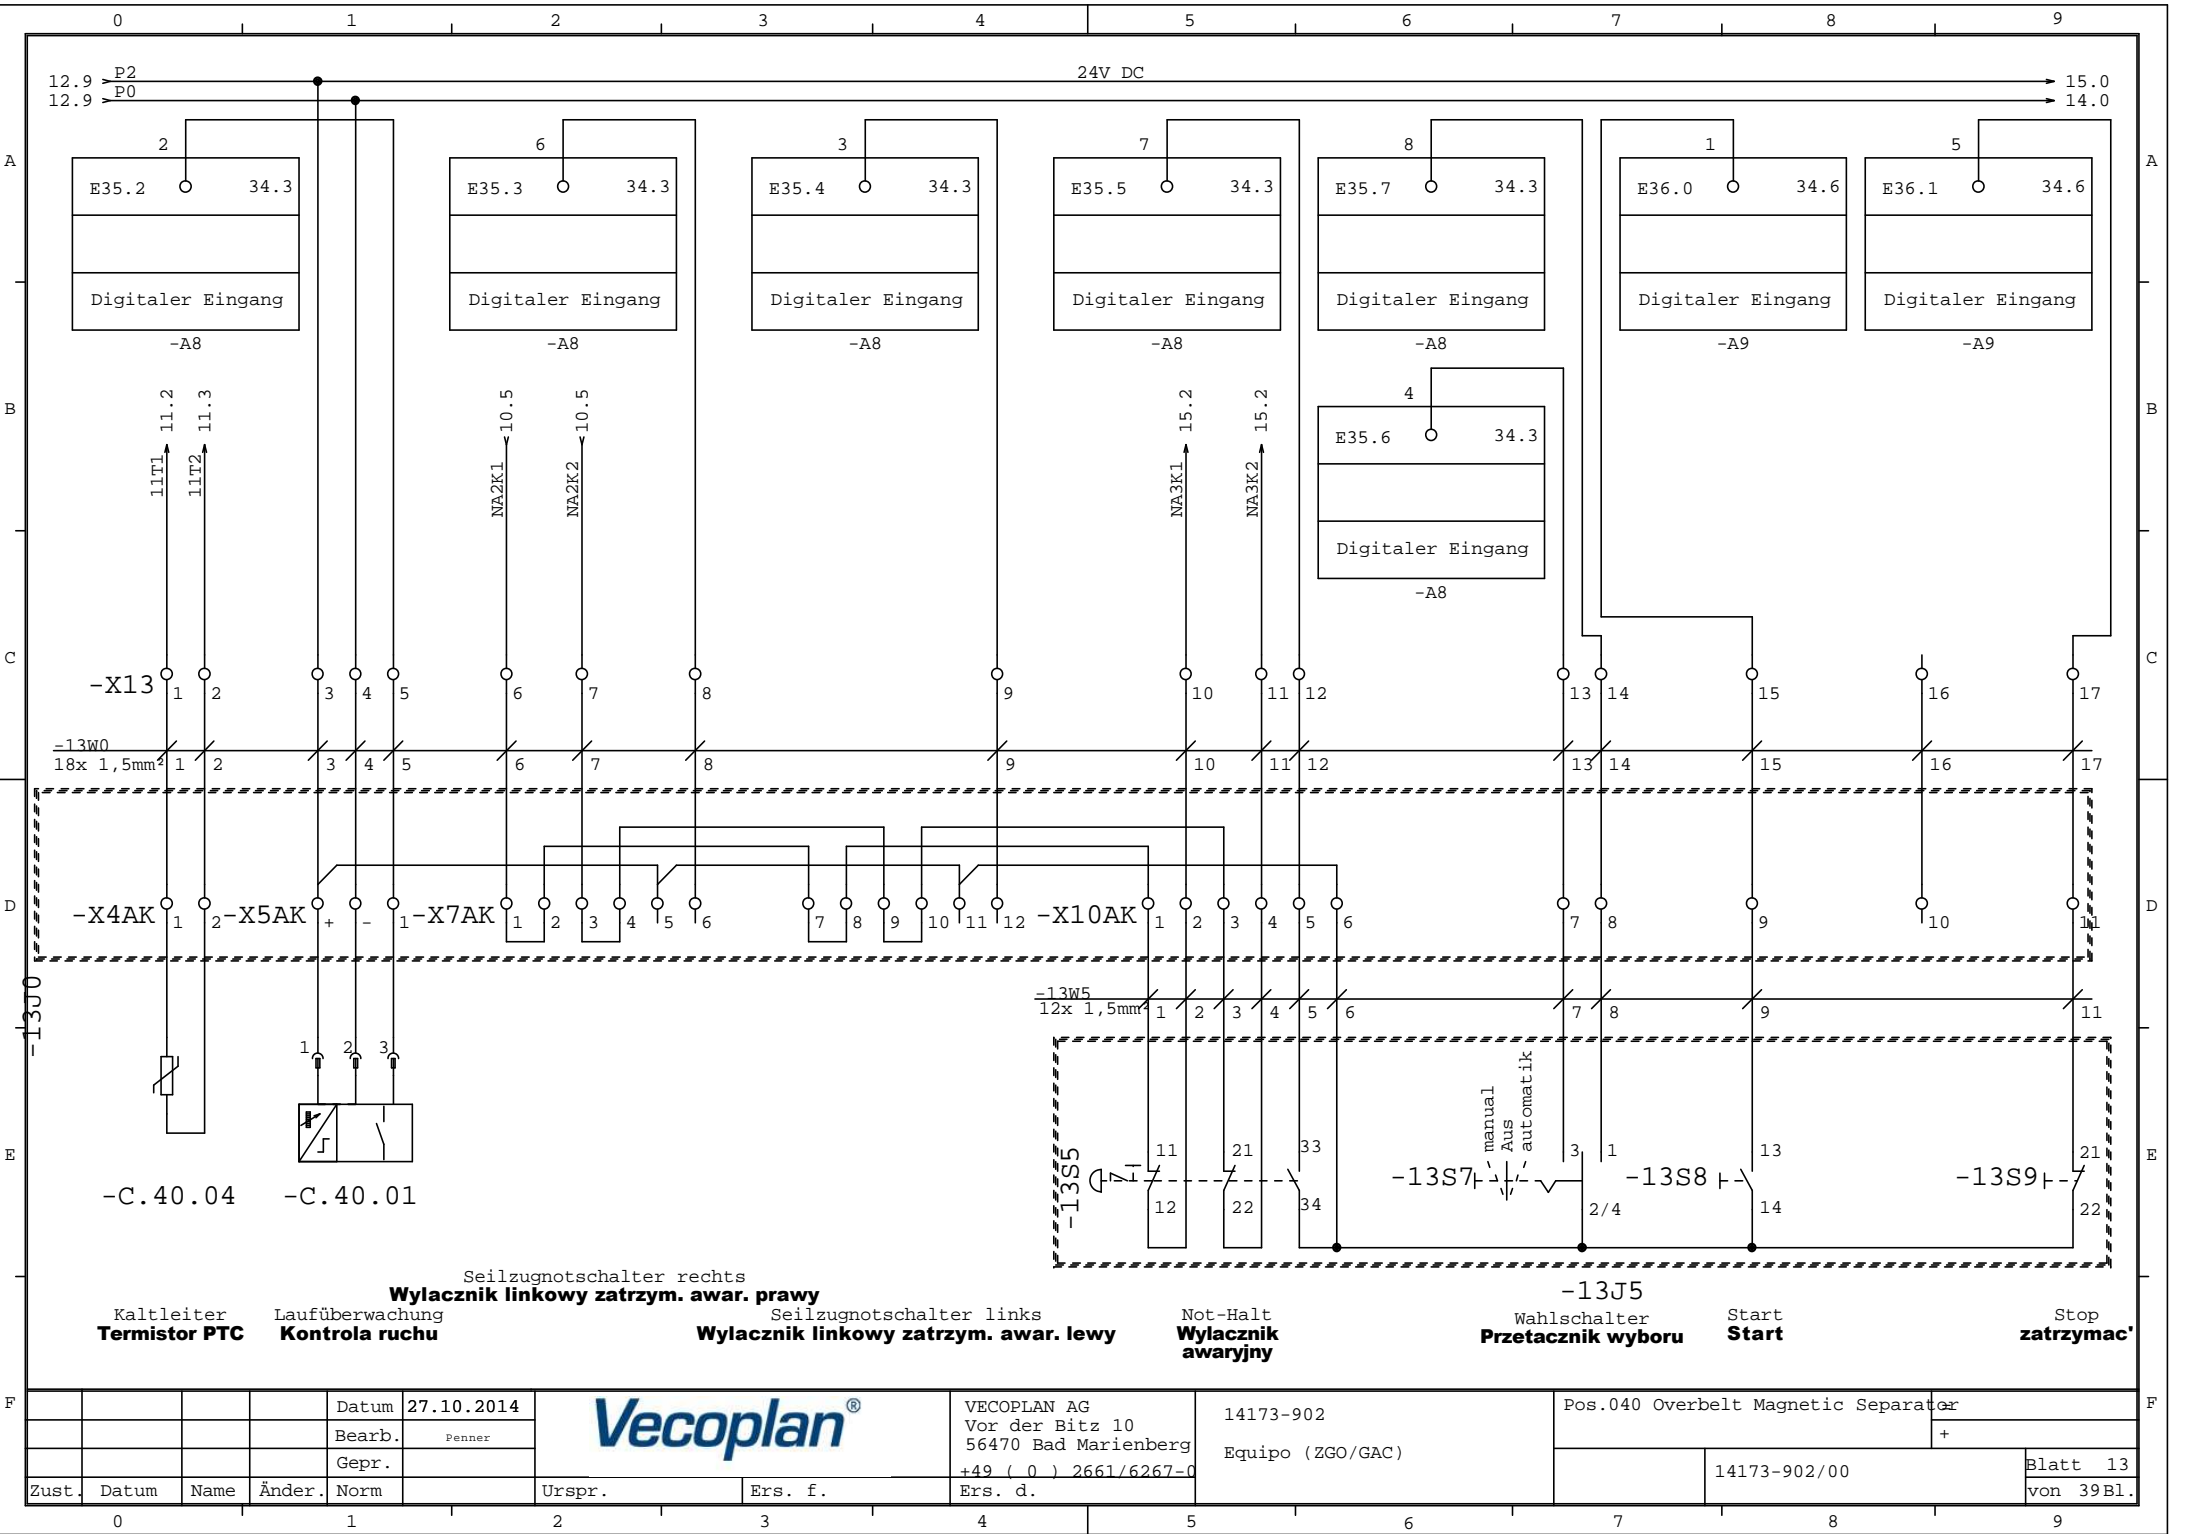 0 1 2 3 4 5 6 7 8 9
12.9 P2 24V DC 15.0
12.9 P0 14.0
2 6 3 7 8 1 5
A A
E35.2 34.3 E35.3 34.3 E35.4 34.3 E35.5 34.3 E35.7 34.3 E36.0 34.6 E36.1 34.6
Digitaler Eingang Digitaler Eingang Digitaler Eingang Digitaler Eingang Digitaler Eingang Digitaler Eingang Digitaler Eingang
-A8 -A8 -A8 -A8 -A8 -A9 -A9
11.2 11.3 10.5 10.5 15.2 15.2
4
B B
E35.6 34.3
11T1 11T2 NA2K1 NA2K2 NA3K1 NA3K2
Digitaler Eingang
-A8
C C
-X13 1 2 3 4 5 6 7 8 9 10 11 12 13 14 15 16 17
-13W0
18x 1,5mm² 1 2 3 4 5 6 7 8 9 10 11 12 13 14 15 16 17
D D
-X4AK 1 2 -X5AK + - 1 -X7AK 1 2 3 4 5 6 7 8 9 10 11 12 -X10AK 1 2 3 4 5 6 7 8 9 10 11
-13J0
-13W5
12x 1,5mm² 1 2 3 4 5 6 7 8 9 11
1 2 3
manual
Aus
automatik
E E
-13S5 11 21 33 3 1 13 21
-13S7 -13S8 -13S9
12 22 34 2/4 14 22
-C.40.04 -C.40.01
-13J5
Seilzugnotschalter rechts
Wylacznik linkowy zatrzym. awar. prawy
Kaltleiter Laufüberwachung Seilzugnotschalter links Not-Halt Wahlschalter Start Stop
Termistor PTC Kontrola ruchu Wylacznik linkowy zatrzym. awar. lewy Wylacznik Przetacznik wyboru Start zatrzymac'
awaryjny
F F
Datum 27.10.2014
Bearb. Penner
Gepr.
Zust. Datum Name Änder. Norm
Vecoplan®
Urspr. Ers. f. Ers. d.
VECOPLAN AG
Vor der Bitz 10
56470 Bad Marienberg
+49 ( 0 ) 2661/6267-0
14173-902
Equipo (ZGO/GAC)
Pos.040 Overbelt Magnetic Separator
=
+
14173-902/00
Blatt 13
von 39Bl.
0 1 2 3 4 5 6 7 8 9